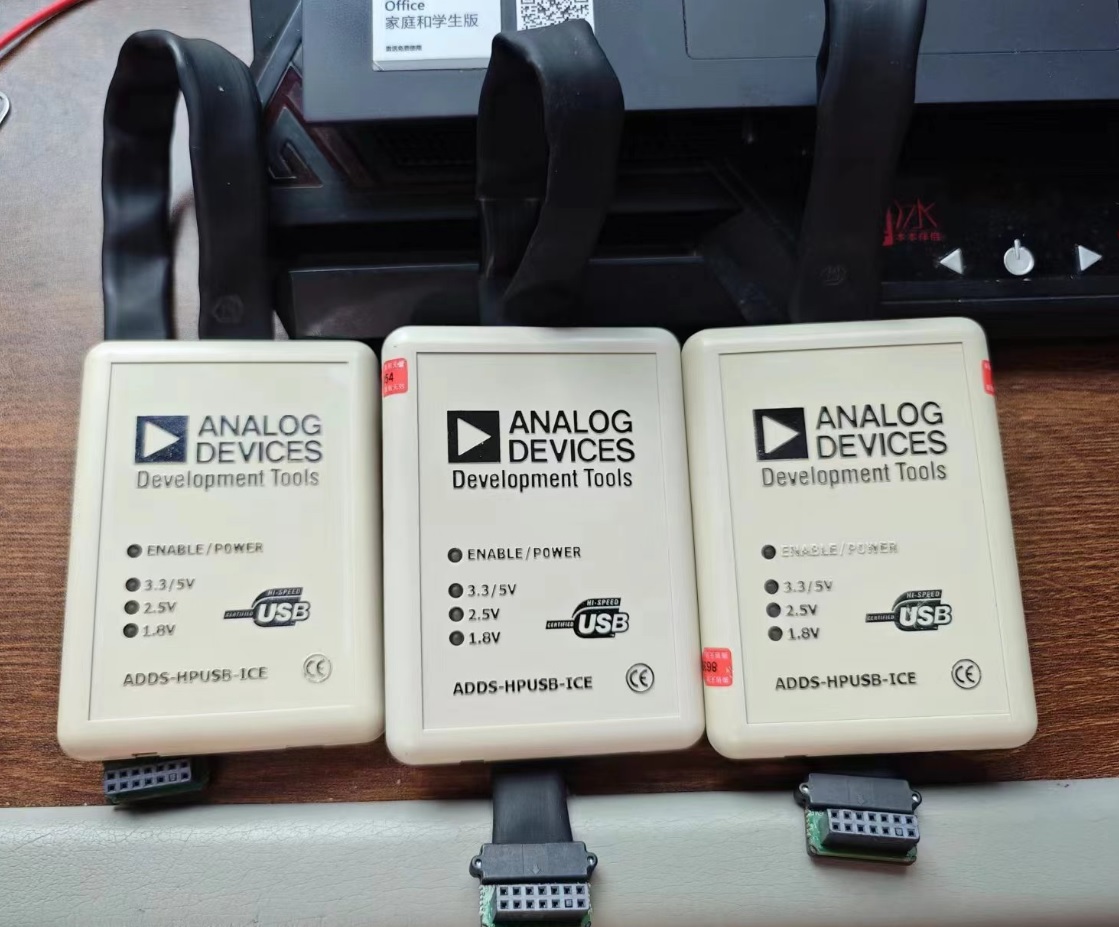 Office
家庭和学生版
ANALOG
DEVICES
Development Tools
ENABLE/POWER
3.3/5V
2.5V
1.8V
HI-SPEED
CERTIFIED USB
ADDS-HPUSB-ICE
CE
54
ANALOG
DEVICES
Development Tools
ENABLE/POWER
3.3/5V
2.5V
1.8V
HI-SPEED
CERTIFIED USB
ADDS-HPUSB-ICE
CE
ANALOG
DEVICES
Development Tools
ENABLE/POWER
3.3/5V
2.5V
1.8V
HI-SPEED
CERTIFIED USB
98
ADDS-HPUSB-ICE
CE